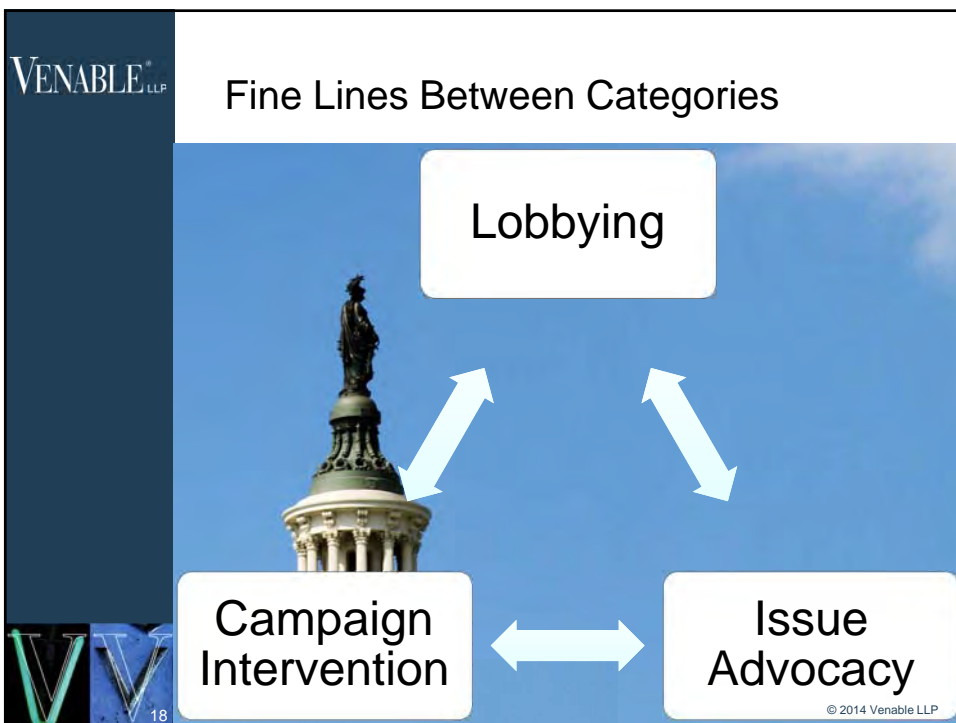 VENABLE® LLP
Fine Lines Between Categories
Lobbying
Campaign
Intervention
Issue
Advocacy
V V
18
© 2014 Venable LLP